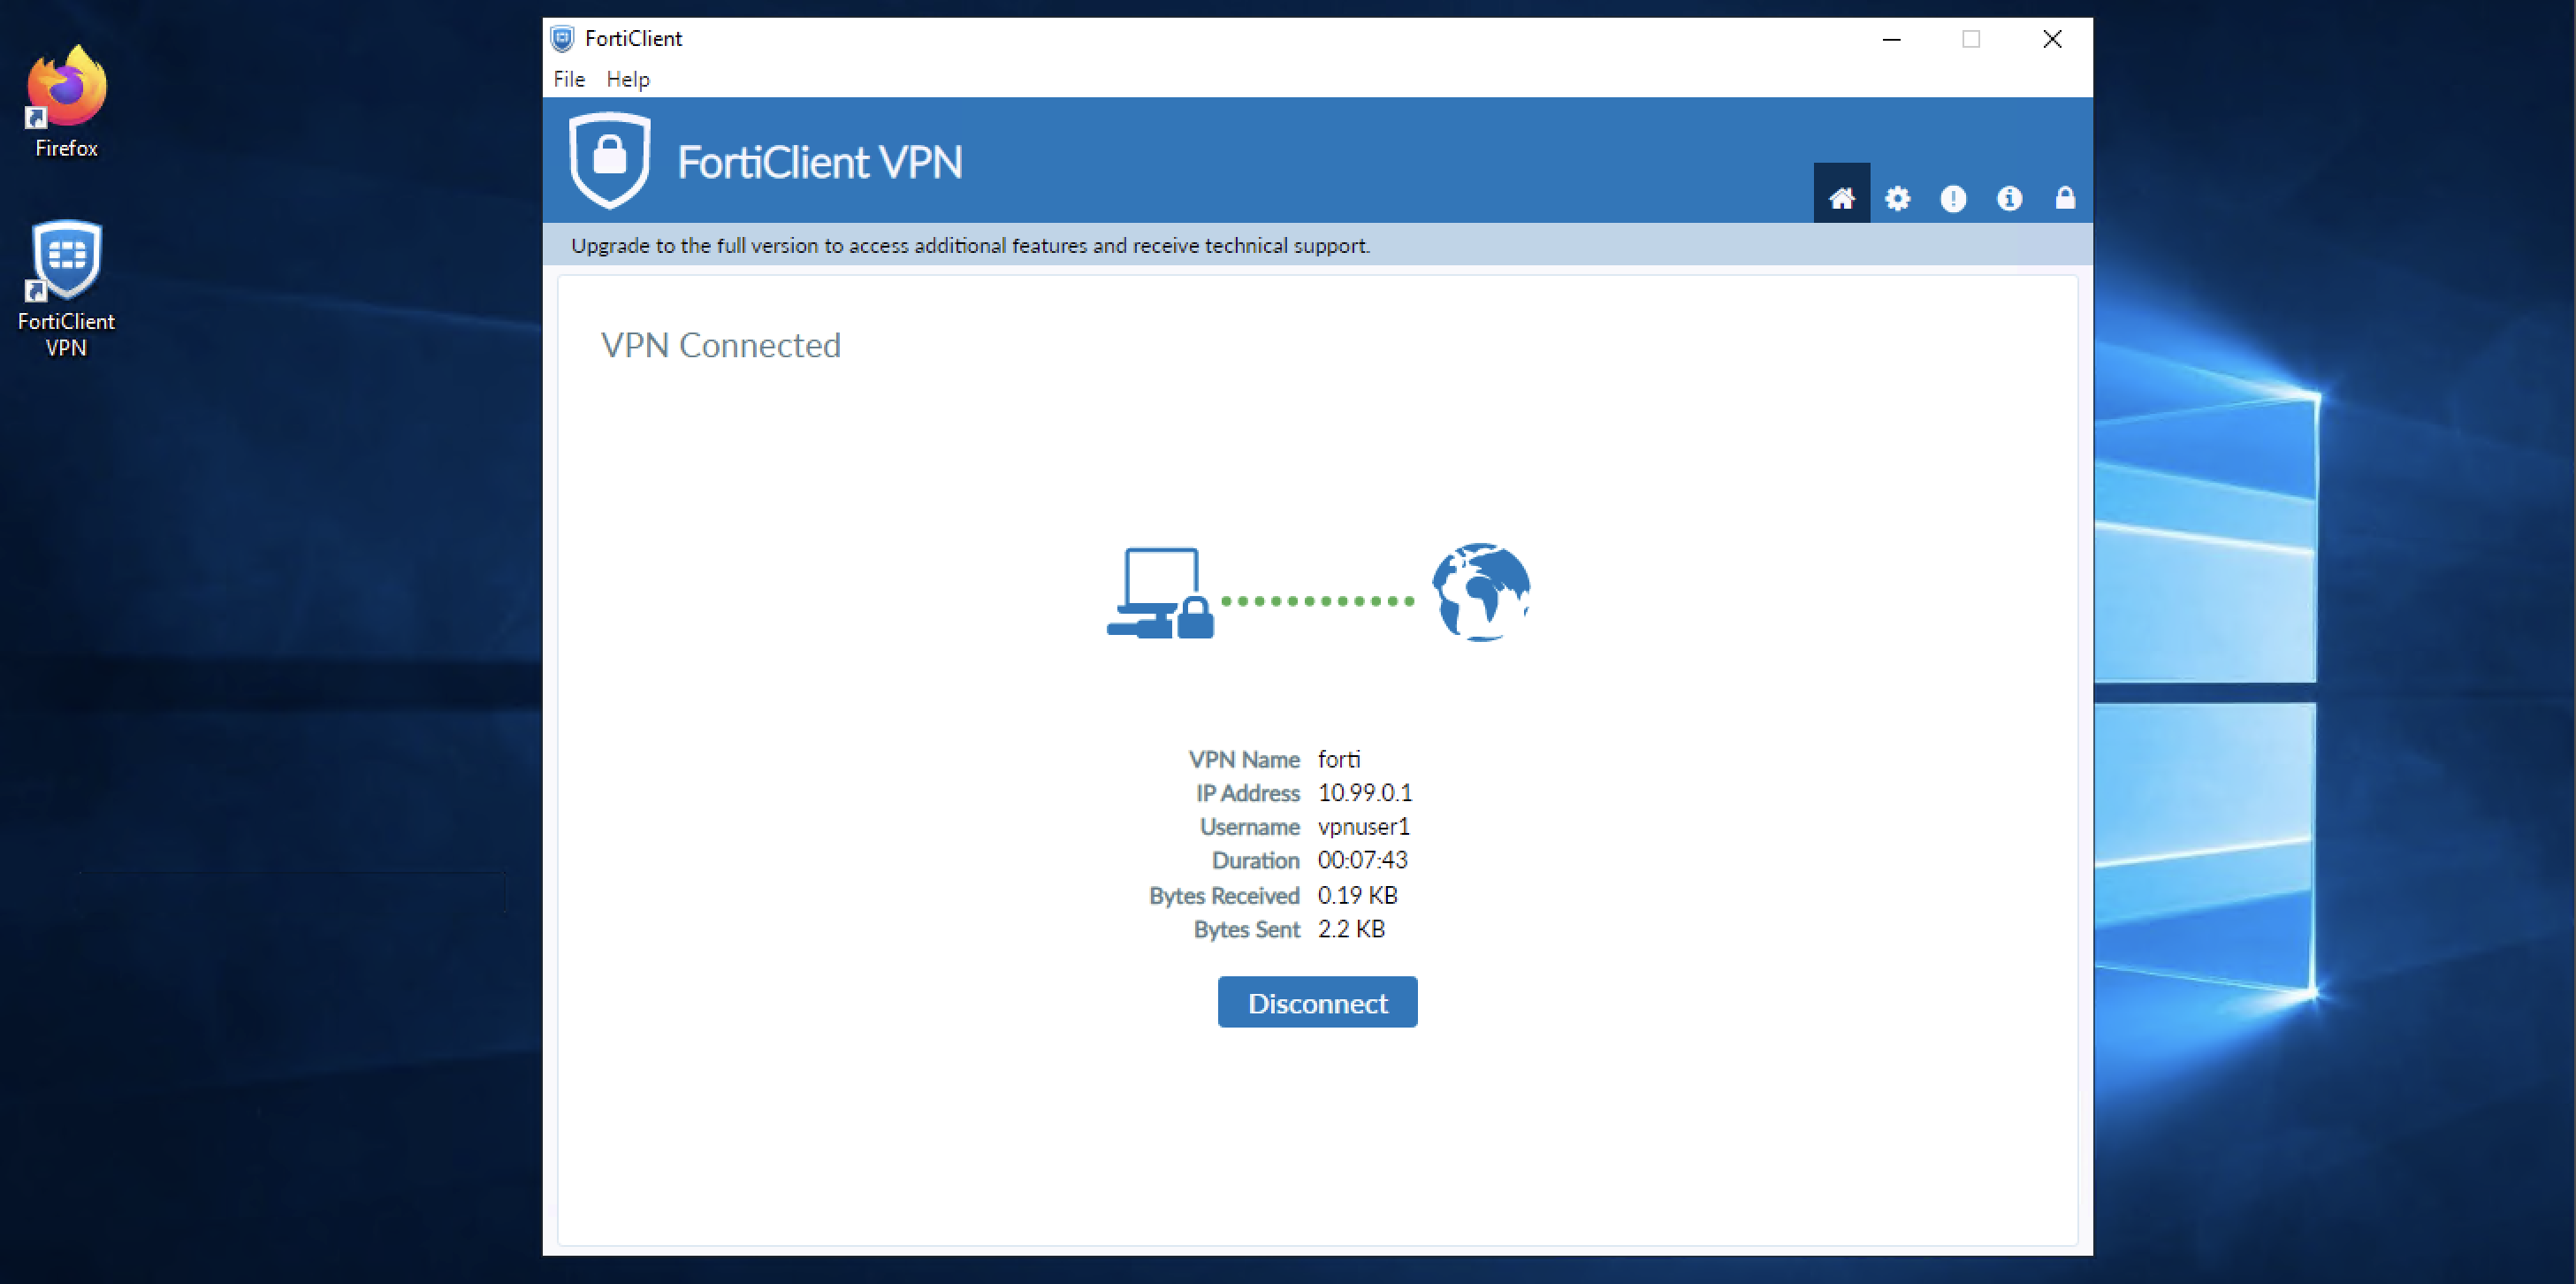 Firefox
FortiClient
VPN
FortiClient
File Help
FortiClient VPN
Upgrade to the full version to access additional features and receive technical support.
VPN Connected
VPN Name forti
IP Address 10.99.0.1
Username vpnuser1
Duration 00:07:43
Bytes Received 0.19 KB
Bytes Sent 2.2 KB
Disconnect